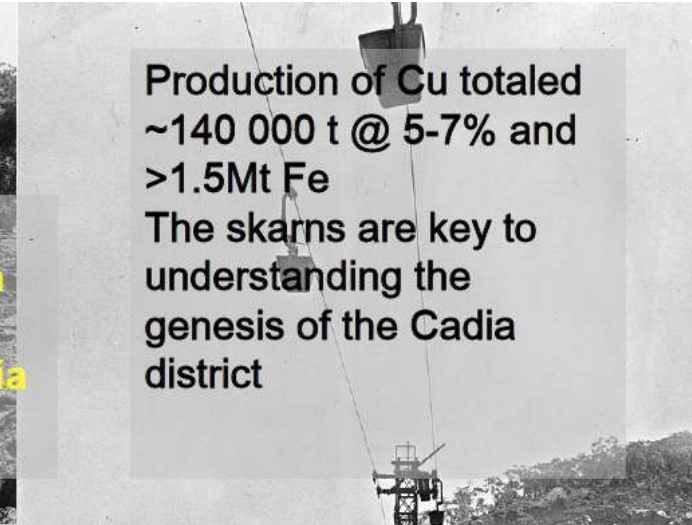 Production of Cu totaled
~140 000 t @ 5-7% and
>1.5Mt Fe
The skarns are key to
understanding the
genesis of the Cadia
district